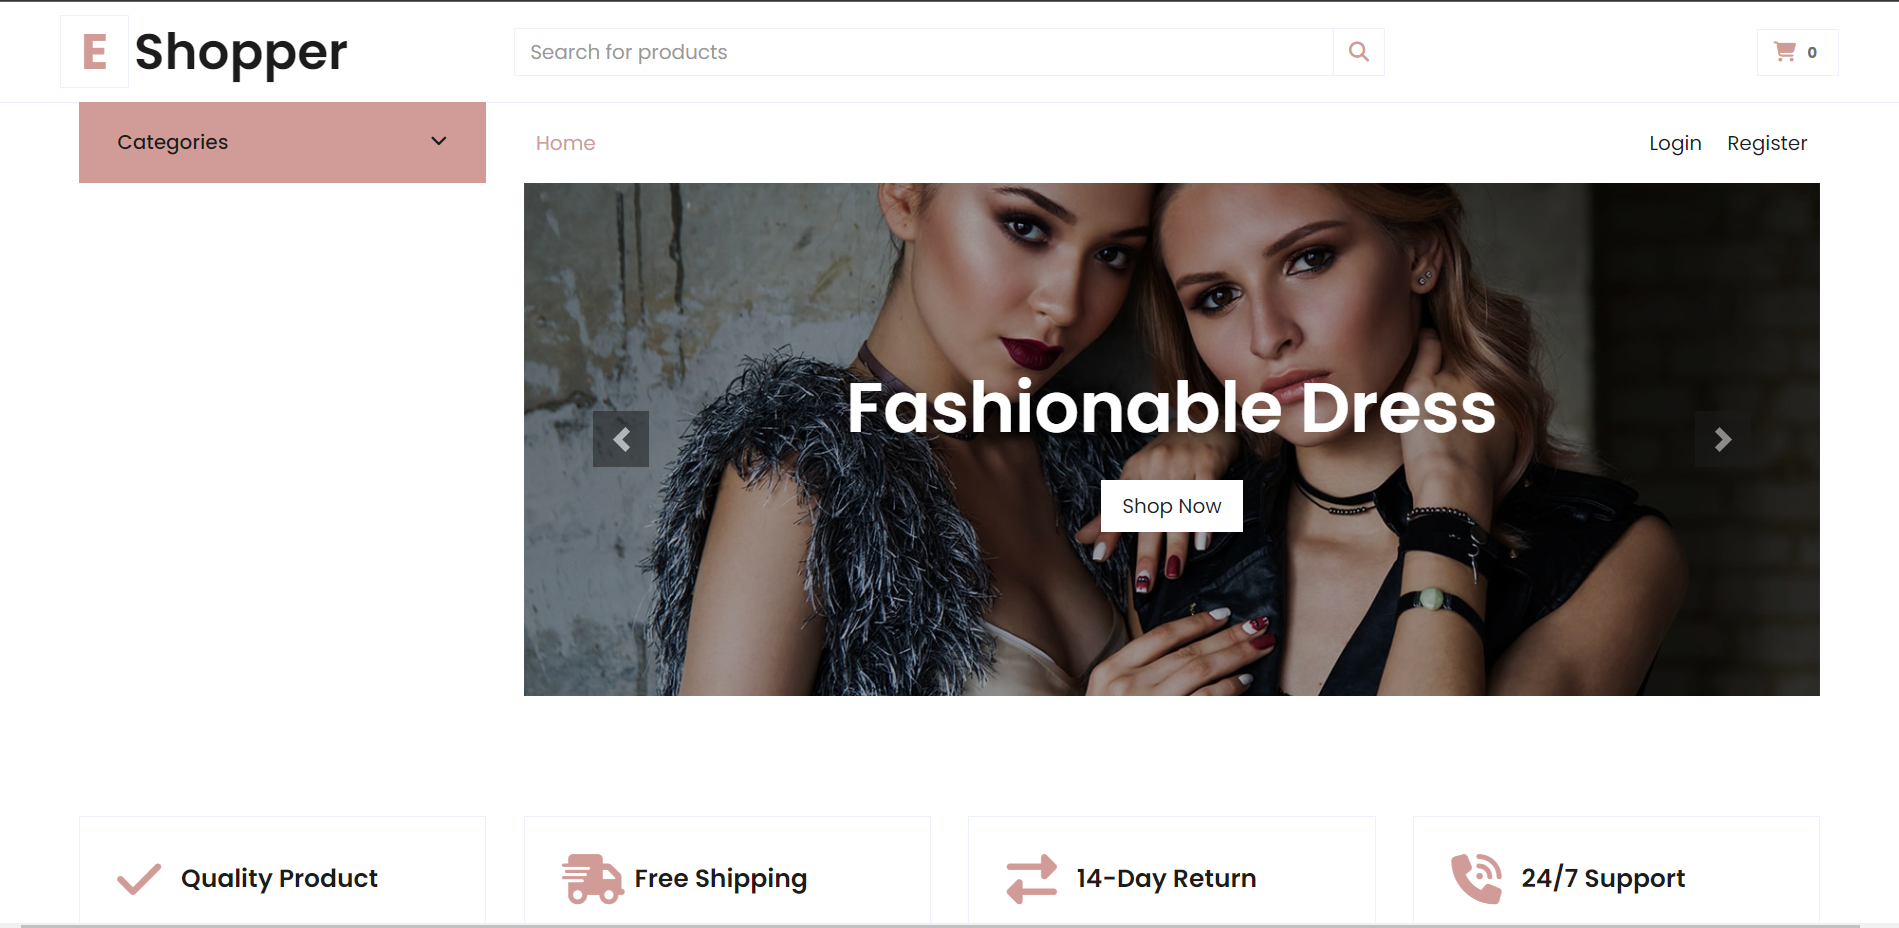 E Shopper
Search for products
0
Categories
Home
Login
Register
Fashionable Dress
Shop Now
Quality Product
Free Shipping
14-Day Return
24/7 Support